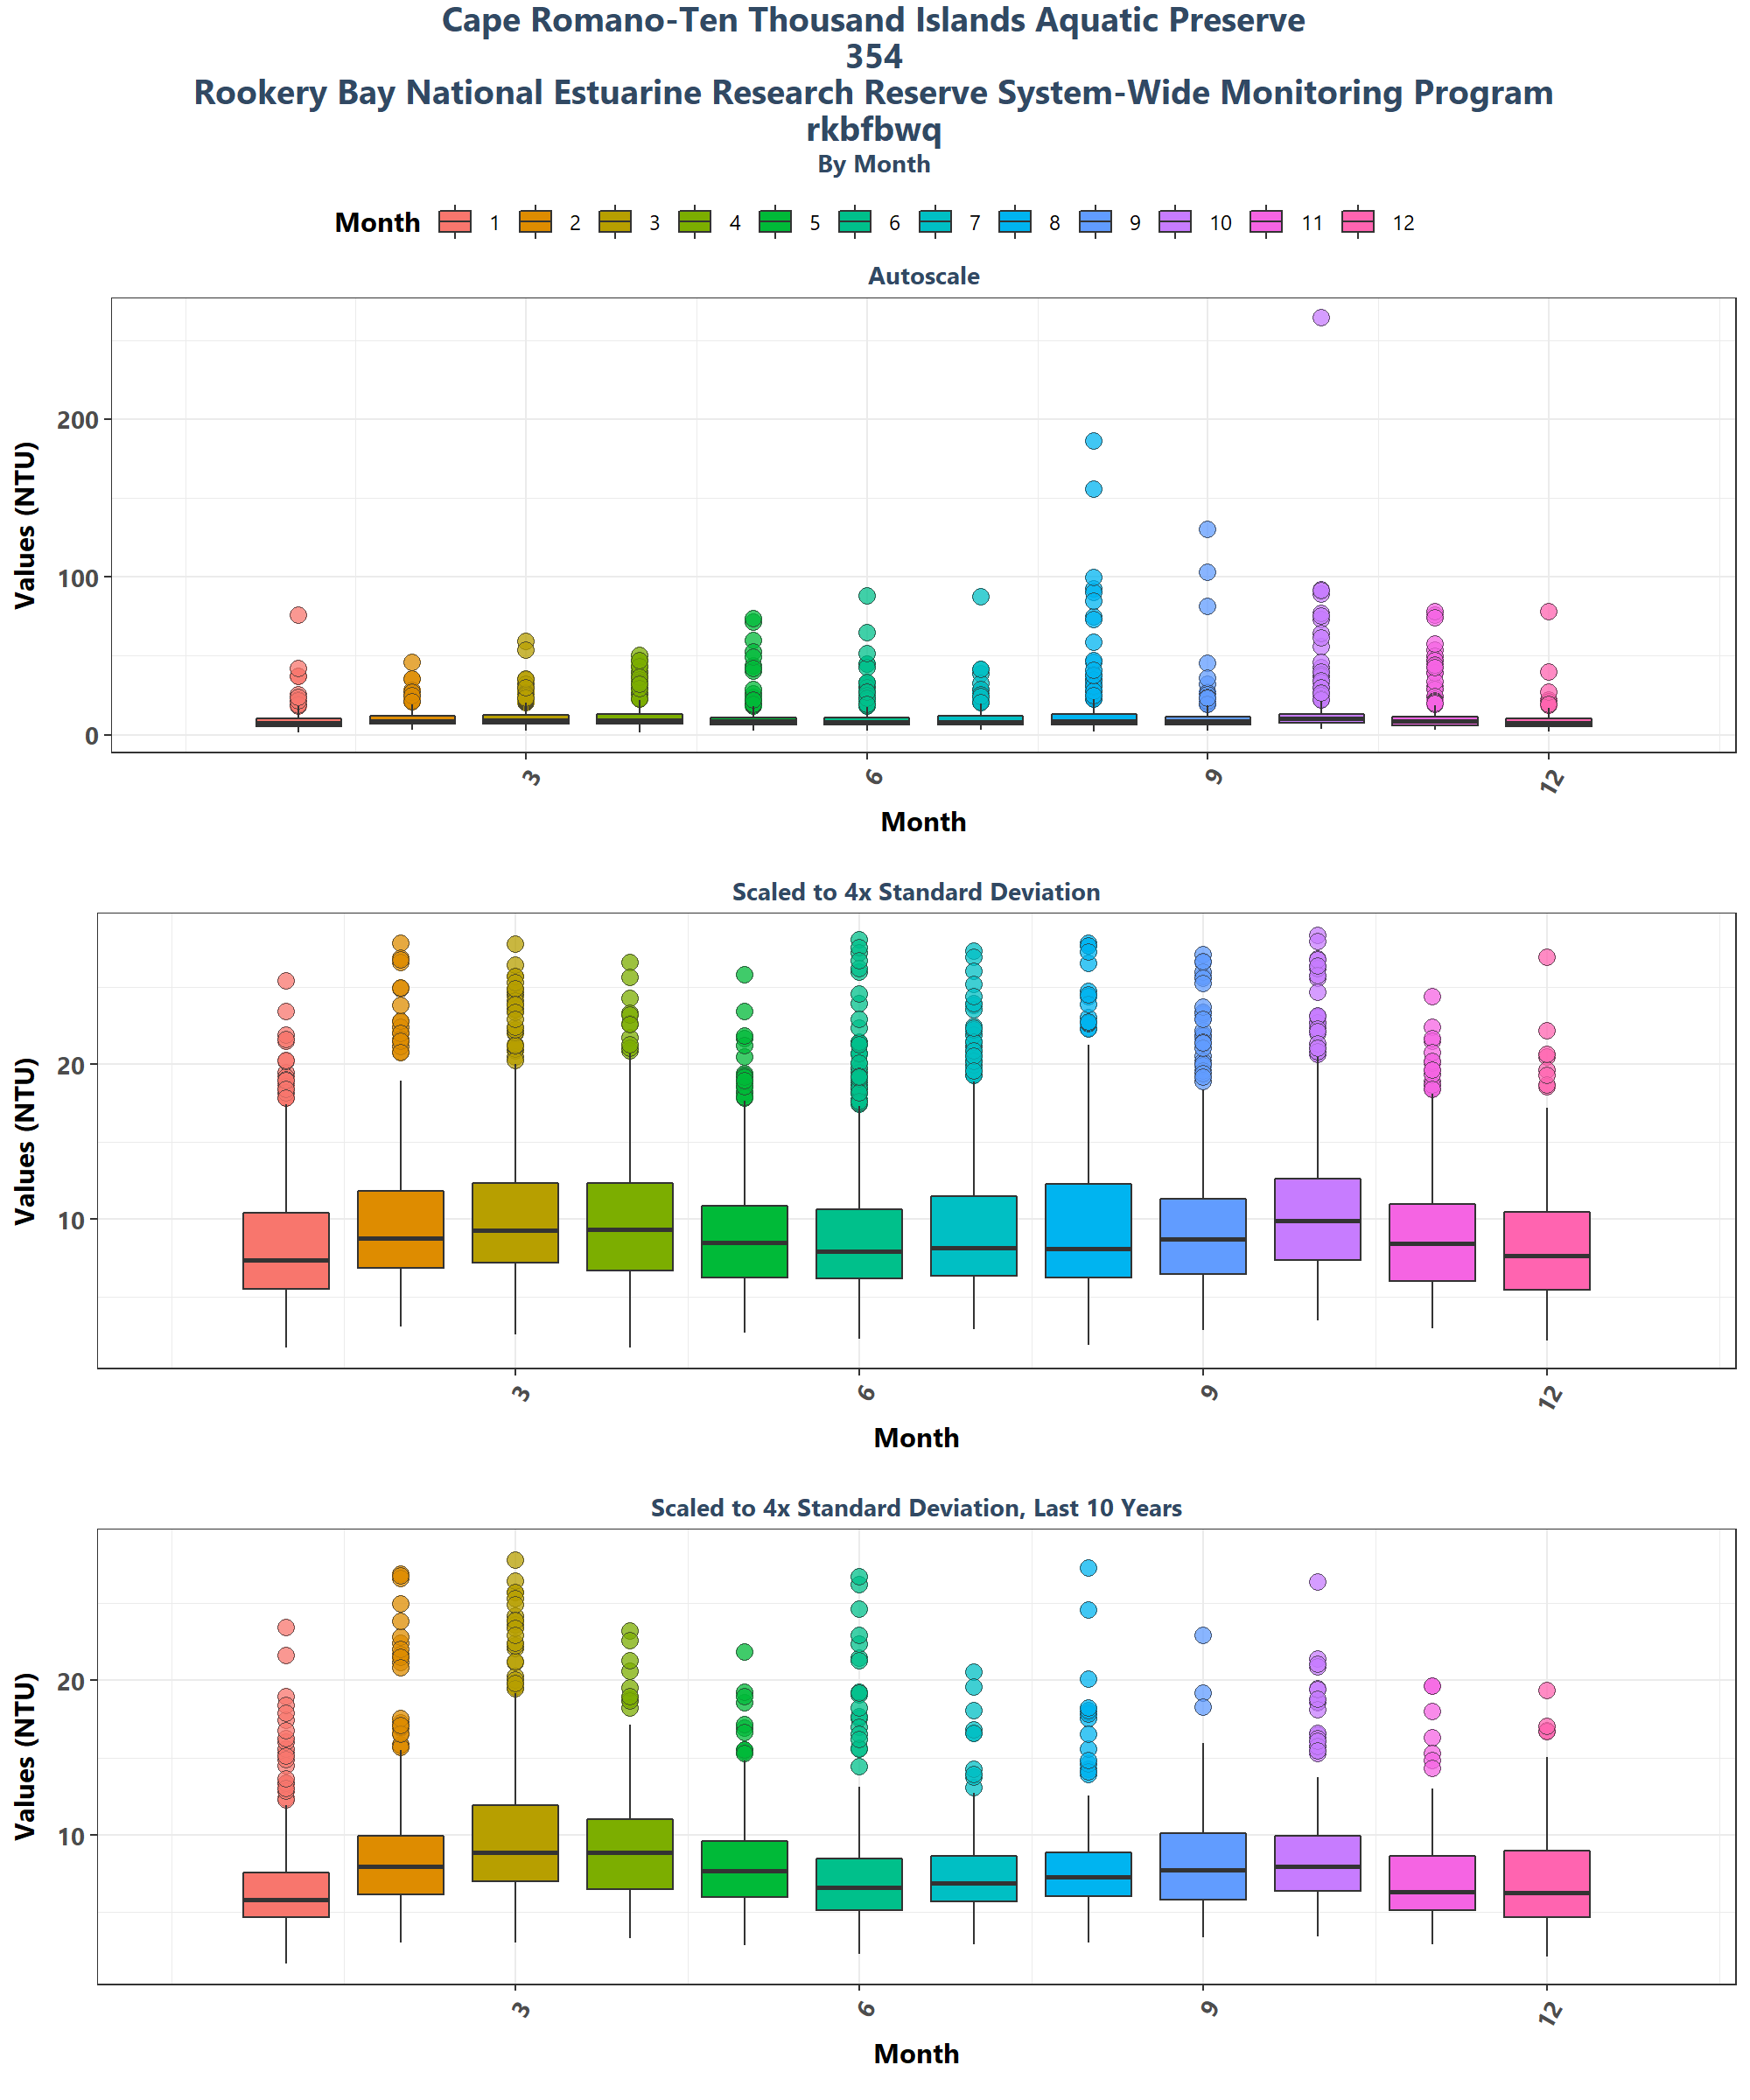 Cape Romano-Ten Thousand Islands Aquatic Preserve
354
Rookery Bay National Estuarine Research Reserve System-Wide Monitoring Program
rkbfbwq
By Month
Month 1 2 3 4 5 6 7 8 9 10 11 12
Autoscale
Values (NTU)
200
100
0
3 6 9 12
Month
Scaled to 4x Standard Deviation
Values (NTU)
20
10
3 6 9 12
Month
Scaled to 4x Standard Deviation, Last 10 Years
Values (NTU)
20
10
3 6 9 12
Month